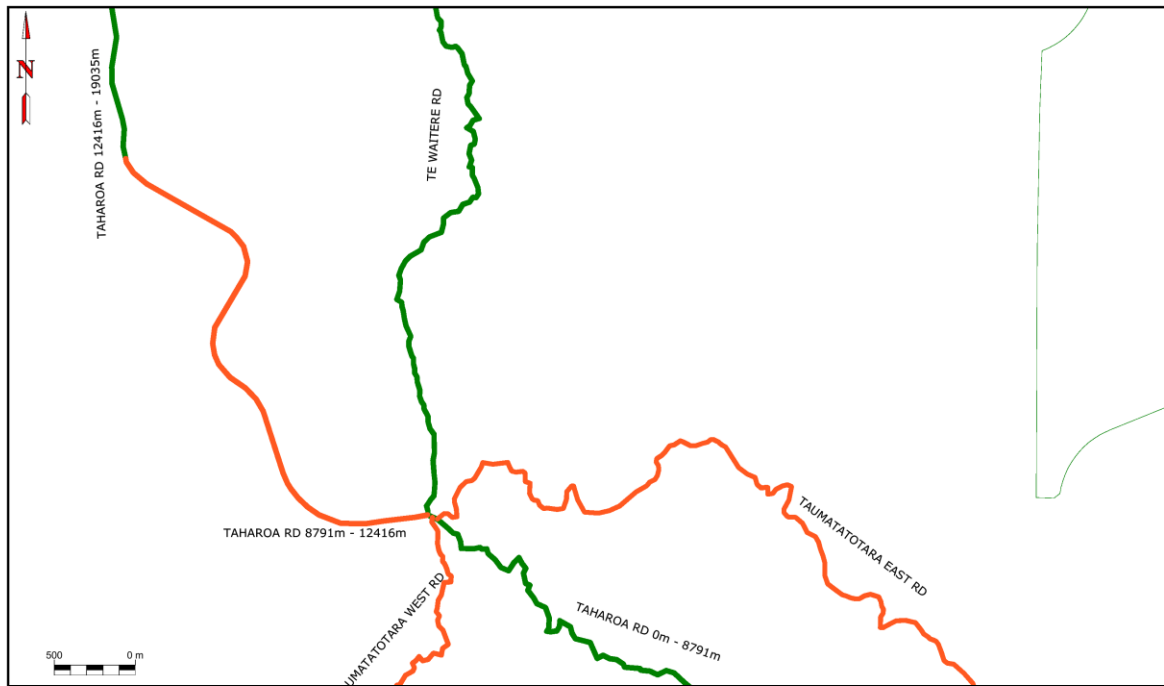 N
TAHAROA RD 12416m - 19035m
TE WAITERE RD
TAHAROA RD 8791m - 12416m
TAUMATATOTARA EAST RD
UMATATOTARA WEST RD
TAHAROA RD 0m - 8791m
500 0 m